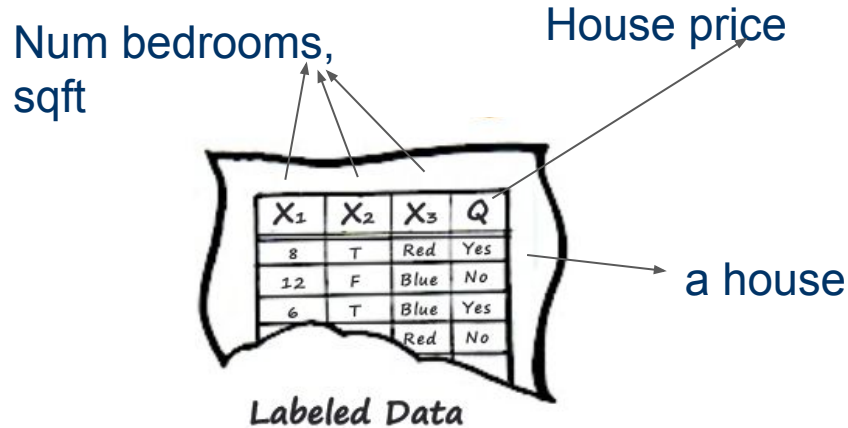 Num bedrooms,
sqft
House price
X1 X2 X3 Q
8 T Red Yes
12 F Blue No
6 T Blue Yes
Red No
a house
Labeled Data